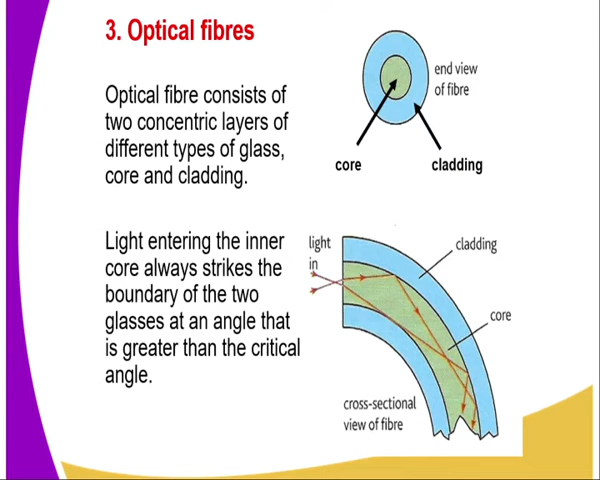 3. Optical fibres
Optical fibre consists of
two concentric layers of
different types of glass,
core and cladding.
end view
of fibre
core
cladding
Light entering the inner
core always strikes the
boundary of the two
glasses at an angle that
is greater than the critical
angle.
light
in
cladding
core
cross-sectional
view of fibre